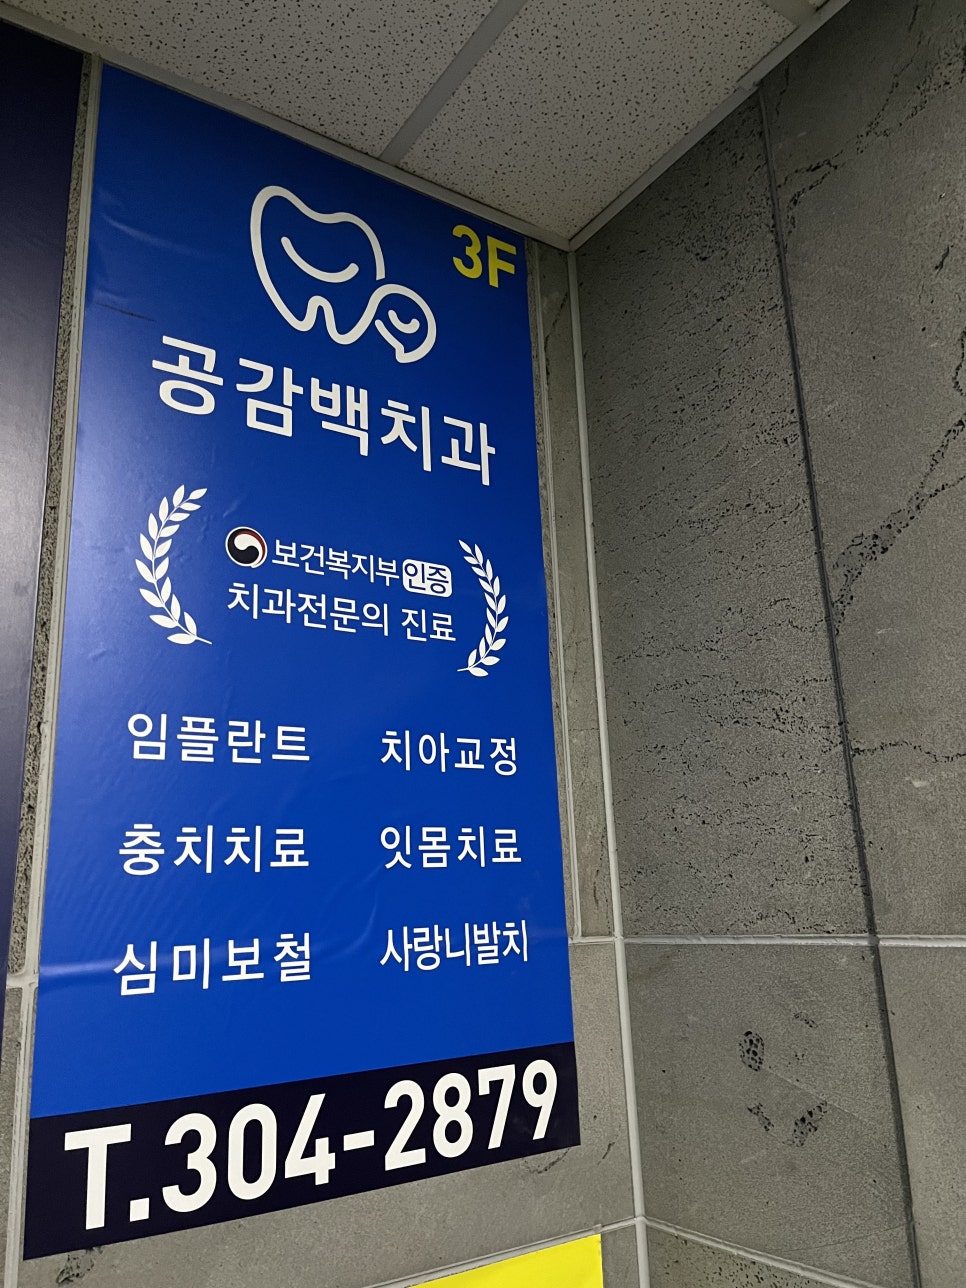 3F
공감백치과
보건복지부인증
치과전문의 진료
임플란트 치아교정
충치치료 잇몸치료
심미보철 사랑니발치
T.304-2879